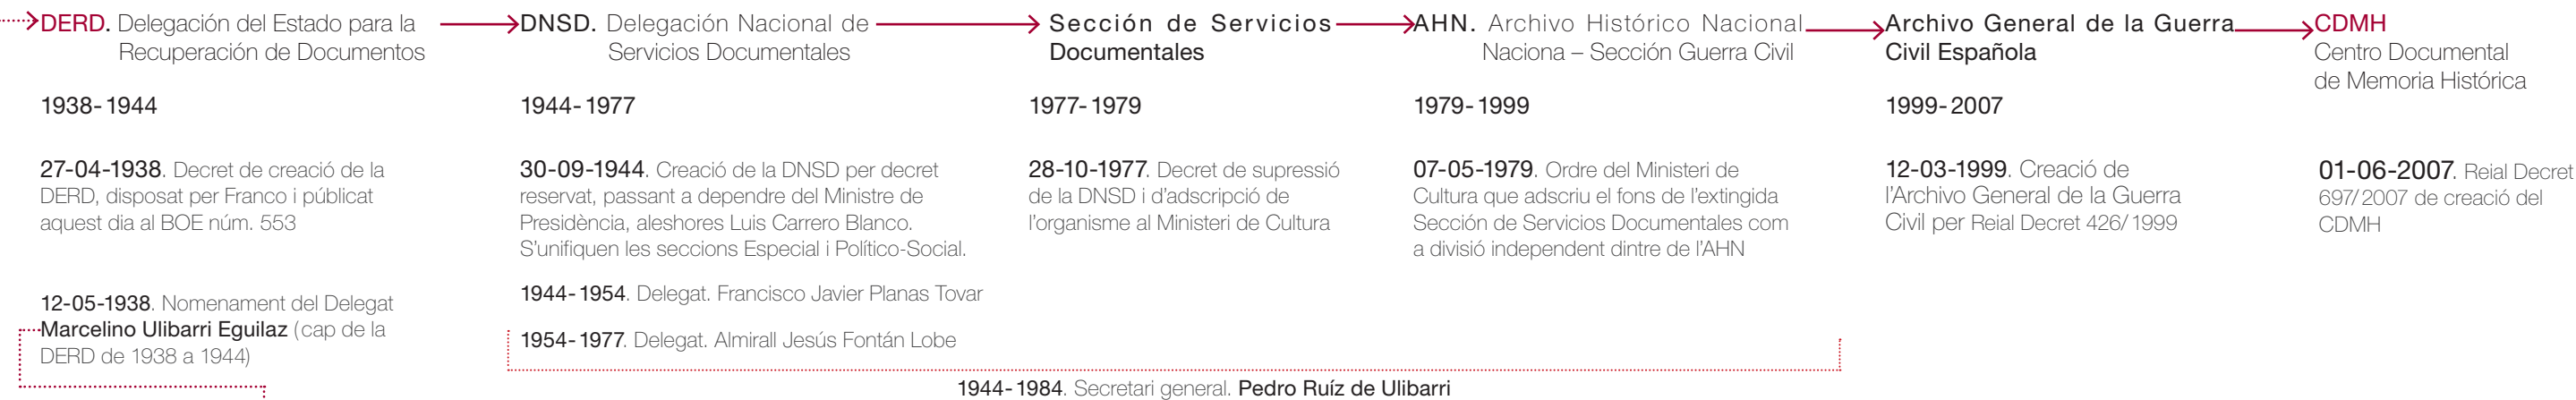 DERD. Delegación del Estado para la
Recuperación de Documentos
1938-1944
27-04-1938. Decret de creació de la
DERD, disposat per Franco i públicat
aquest dia al BOE núm. 553
12-05-1938. Nomenament del Delegat
Marcelino Ulibarri Eguilaz (cap de la
DERD de 1938 a 1944)
DNSD. Delegación Nacional de
Servicios Documentales
1944-1977
30-09-1944. Creació de la DNSD per decret
reservat, passant a dependre del Ministre de
Presidència, aleshores Luis Carrero Blanco.
S'unifiquen les seccions Especial i Político-Social.
1944-1954. Delegat. Francisco Javier Planas Tovar
1954-1977. Delegat. Almirall Jesús Fontán Lobe
Sección de Servicios
Documentales
1977-1979
28-10-1977. Decret de supressió
de la DNSD i d'adscripció de
l'organisme al Ministeri de Cultura
AHN. Archivo Histórico Nacional
Naciona – Sección Guerra Civil
1979-1999
07-05-1979. Ordre del Ministeri de
Cultura que adscriu el fons de l'extingida
Sección de Servicios Documentales com
a divisió independent dintre de l'AHN
Archivo General de la Guerra
Civil Española
1999-2007
12-03-1999. Creació de
l'Archivo General de la Guerra
Civil per Reial Decret 426/1999
CDMH
Centro Documental
de Memoria Histórica
01-06-2007. Reial Decret
697/2007 de creació del
CDMH
1944-1984. Secretari general. Pedro Ruíz de Ulibarri